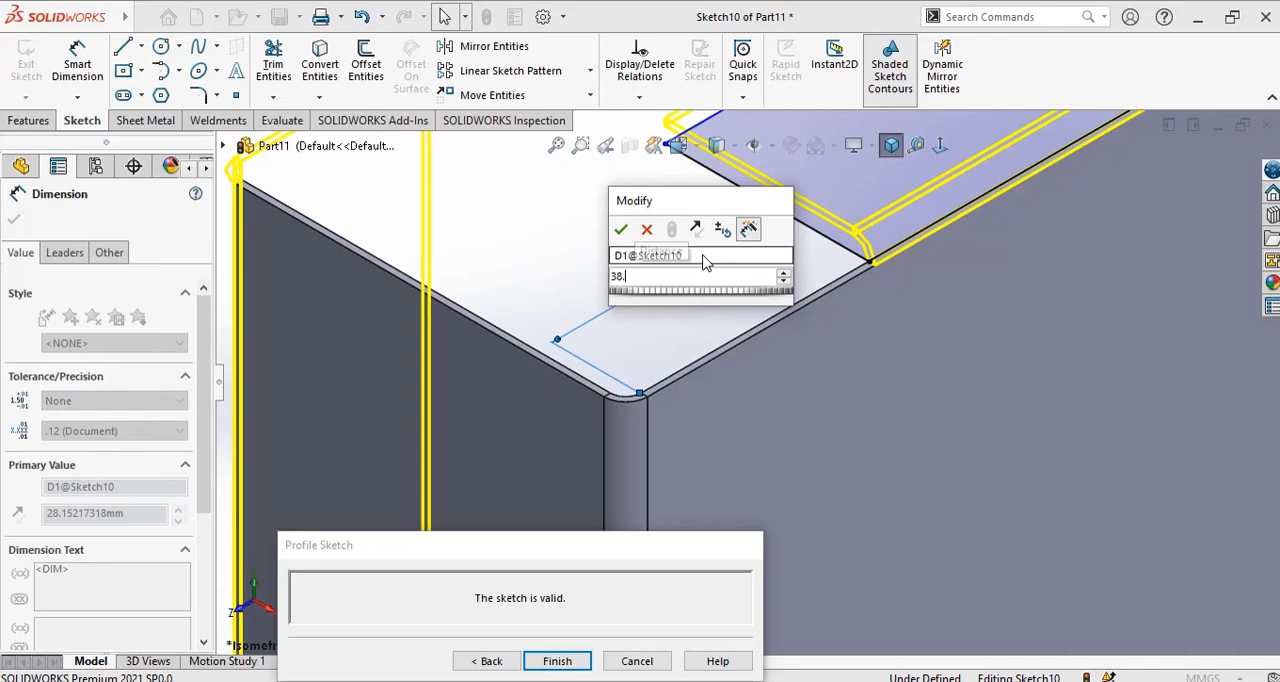 SOLIDWORKS
Sketch10 of Part11 *
Search Commands
Exit Sketch
Smart Dimension
Trim Entities
Convert Entities
Offset Entities
Offset On Surface
Mirror Entities
Linear Sketch Pattern
Move Entities
Display/Delete Relations
Repair Sketch
Quick Snaps
Rapid Sketch
Instant2D
Shaded Sketch Contours
Dynamic Mirror Entities
Features
Sketch
Sheet Metal
Weldments
Evaluate
SOLIDWORKS Add-Ins
SOLIDWORKS Inspection
Part11 (Default<<Default...
Dimension
Value
Leaders
Other
Style
<NONE>
Tolerance/Precision
None
.12 (Document)
Primary Value
D1@Sketch10
28.15217318mm
Dimension Text
<DIM>
Modify
D1@Sketch10
38.
Profile Sketch
The sketch is valid.
< Back
Finish
Cancel
Help
Z
Model
3D Views
Motion Study 1
SOLIDWORKS Premium 2021 SP0.0
Under Defined
Editing Sketch10
MMGS